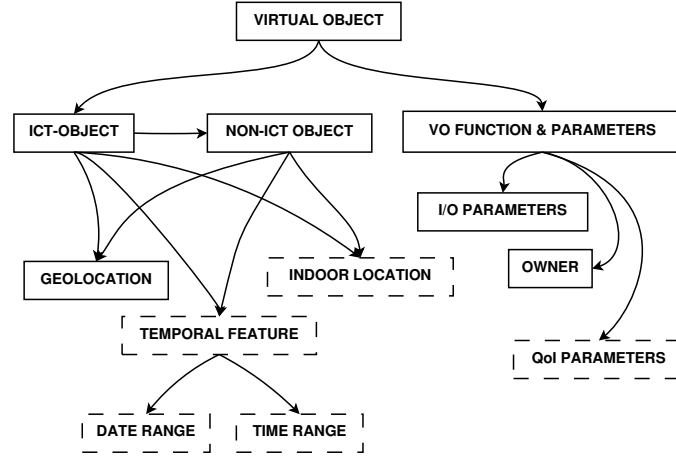 VIRTUAL OBJECT
ICT-OBJECT
NON-ICT OBJECT
VO FUNCTION & PARAMETERS
I/O PARAMETERS
GEOLOCATION
INDOOR LOCATION
OWNER
TEMPORAL FEATURE
QoI PARAMETERS
DATE RANGE
TIME RANGE